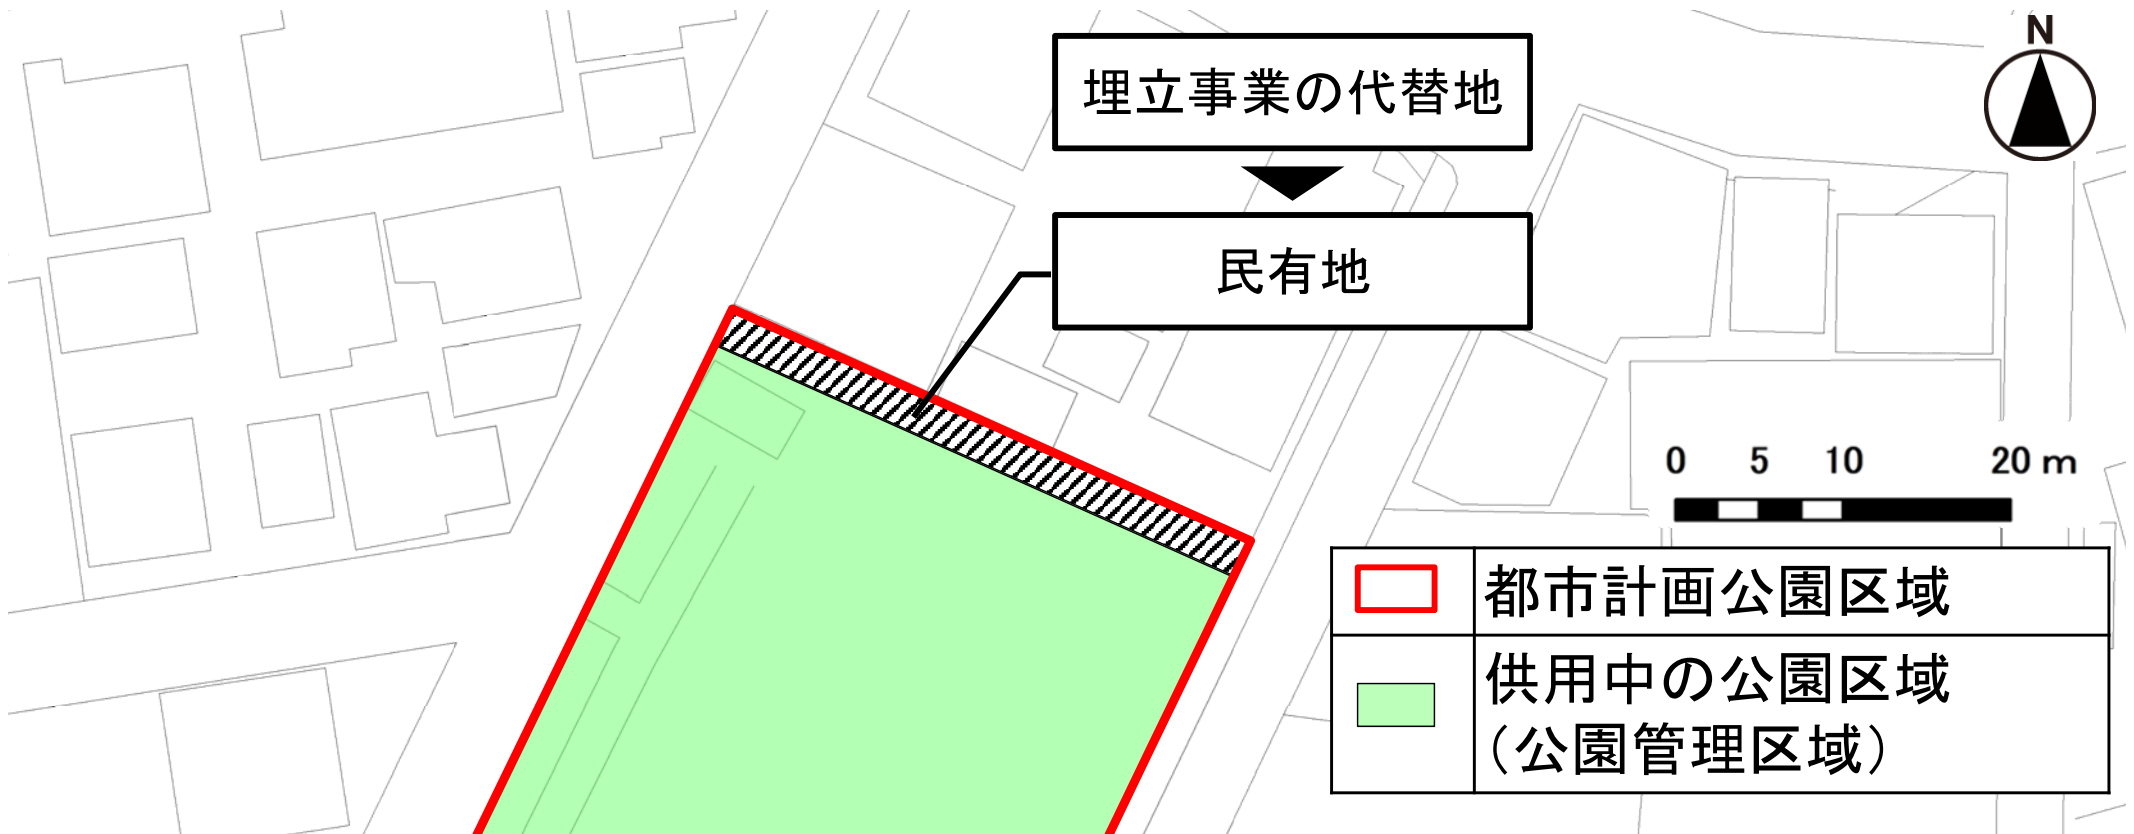 埋立事業の代替地
民有地
N
0 5 10 20 m
都市計画公園区域
供用中の公園区域
（公園管理区域）